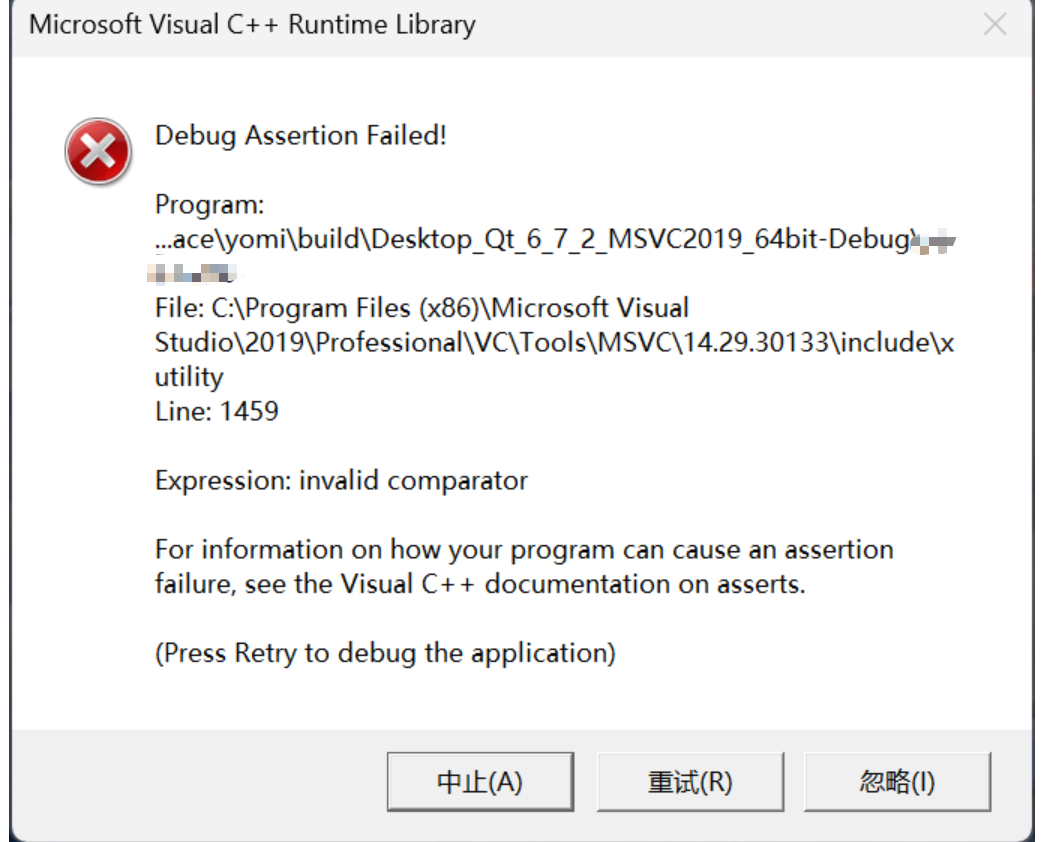 Microsoft Visual C++ Runtime Library
Debug Assertion Failed!
Program:
...ace\yomi\build\Desktop_Qt_6_7_2_MSVC2019_64bit-Debug\
File: C:\Program Files (x86)\Microsoft Visual
Studio\2019\Professional\VC\Tools\MSVC\14.29.30133\include\x
utility
Line: 1459
Expression: invalid comparator
For information on how your program can cause an assertion
failure, see the Visual C++ documentation on asserts.
(Press Retry to debug the application)
中止(A)
重试(R)
忽略(I)